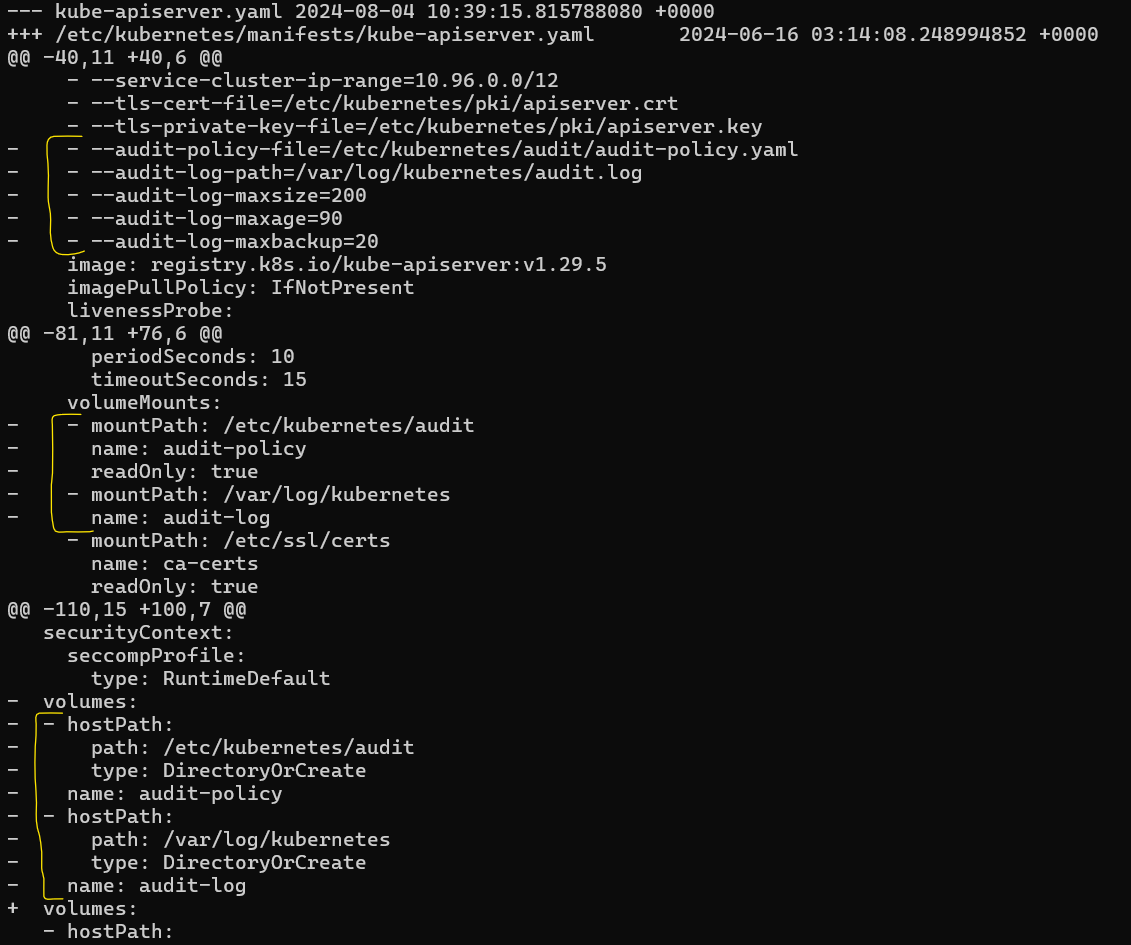 --- kube-apiserver.yaml 2024-08-04 10:39:15.815788080 +0000
+++ /etc/kubernetes/manifests/kube-apiserver.yaml       2024-06-16 03:14:08.248994852 +0000
@@ -40,11 +40,6 @@
     - --service-cluster-ip-range=10.96.0.0/12
     - --tls-cert-file=/etc/kubernetes/pki/apiserver.crt
     - --tls-private-key-file=/etc/kubernetes/pki/apiserver.key
-    - --audit-policy-file=/etc/kubernetes/audit/audit-policy.yaml
-    - --audit-log-path=/var/log/kubernetes/audit.log
-    - --audit-log-maxsize=200
-    - --audit-log-maxage=90
-    - --audit-log-maxbackup=20
     image: registry.k8s.io/kube-apiserver:v1.29.5
     imagePullPolicy: IfNotPresent
     livenessProbe:
@@ -81,11 +76,6 @@
       periodSeconds: 10
       timeoutSeconds: 15
     volumeMounts:
-    - mountPath: /etc/kubernetes/audit
-      name: audit-policy
-      readOnly: true
-    - mountPath: /var/log/kubernetes
-      name: audit-log
     - mountPath: /etc/ssl/certs
       name: ca-certs
       readOnly: true
@@ -110,15 +100,7 @@
   securityContext:
     seccompProfile:
       type: RuntimeDefault
-  volumes:
-  - hostPath:
-      path: /etc/kubernetes/audit
-      type: DirectoryOrCreate
-    name: audit-policy
-  - hostPath:
-      path: /var/log/kubernetes
-      type: DirectoryOrCreate
-    name: audit-log
+  volumes:
   - hostPath: